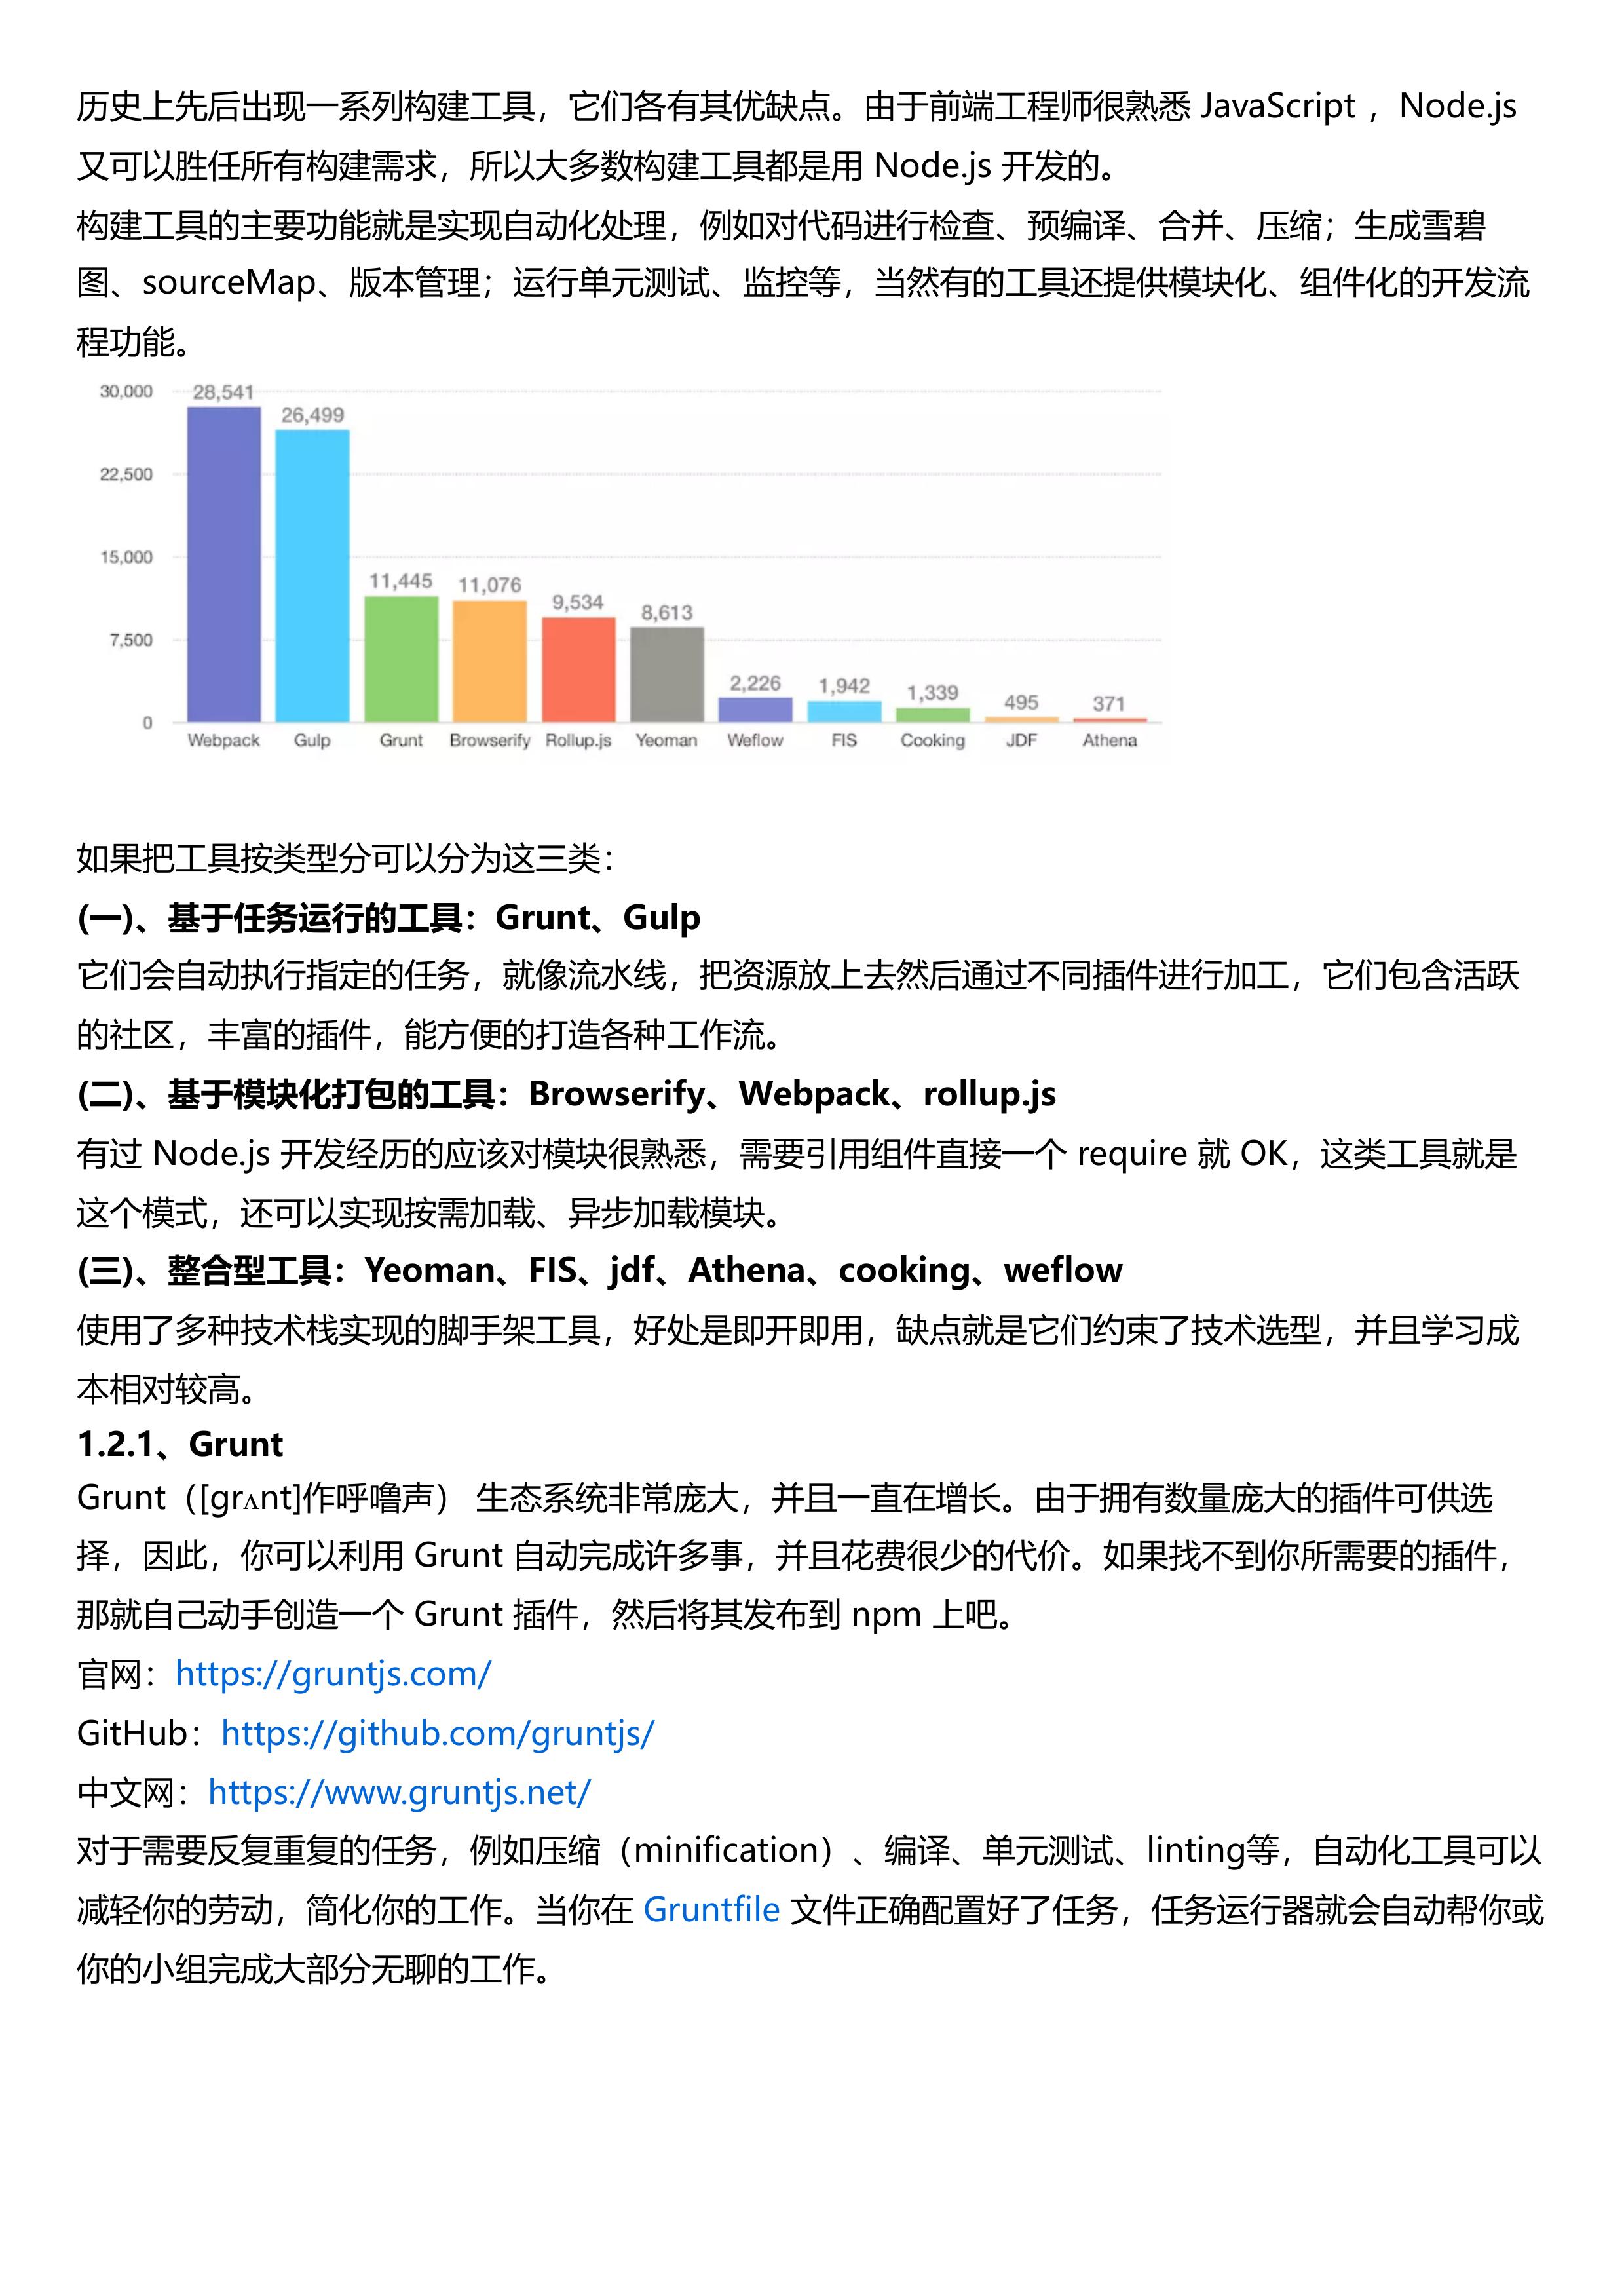 历史上先后出现一系列构建工具，它们各有其优缺点。由于前端工程师很熟悉 JavaScript ，Node.js
又可以胜任所有构建需求，所以大多数构建工具都是用 Node.js 开发的。
构建工具的主要功能就是实现自动化处理，例如对代码进行检查、预编译、合并、压缩；生成雪碧
图、sourceMap、版本管理；运行单元测试、监控等，当然有的工具还提供模块化、组件化的开发流
程功能。
30,000
28,541
26,499
22,500
15,000
11,445
11,076
9,534
8,613
7,500
2,226
1,942
1,339
495
371
0
Webpack Gulp Grunt Browserify Rollup.js Yeoman Weflow FIS Cooking JDF Athena
如果把工具按类型分可以分为这三类：
(一)、基于任务运行的工具：Grunt、Gulp
它们会自动执行指定的任务，就像流水线，把资源放上去然后通过不同插件进行加工，它们包含活跃
的社区，丰富的插件，能方便的打造各种工作流。
(二)、基于模块化打包的工具：Browserify、Webpack、rollup.js
有过 Node.js 开发经历的应该对模块很熟悉，需要引用组件直接一个 require 就 OK，这类工具就是
这个模式，还可以实现按需加载、异步加载模块。
(三)、整合型工具：Yeoman、FIS、jdf、Athena、cooking、weflow
使用了多种技术栈实现的脚手架工具，好处是即开即用，缺点就是它们约束了技术选型，并且学习成
本相对较高。
1.2.1、Grunt
Grunt（[grʌnt]作呼噜声） 生态系统非常庞大，并且一直在增长。由于拥有数量庞大的插件可供选
择，因此，你可以利用 Grunt 自动完成许多事，并且花费很少的代价。如果找不到你所需要的插件，
那就自己动手创造一个 Grunt 插件，然后将其发布到 npm 上吧。
官网：https://gruntjs.com/
GitHub：https://github.com/gruntjs/
中文网：https://www.gruntjs.net/
对于需要反复重复的任务，例如压缩（minification）、编译、单元测试、linting等，自动化工具可以
减轻你的劳动，简化你的工作。当你在 Gruntfile 文件正确配置好了任务，任务运行器就会自动帮你或
你的小组完成大部分无聊的工作。